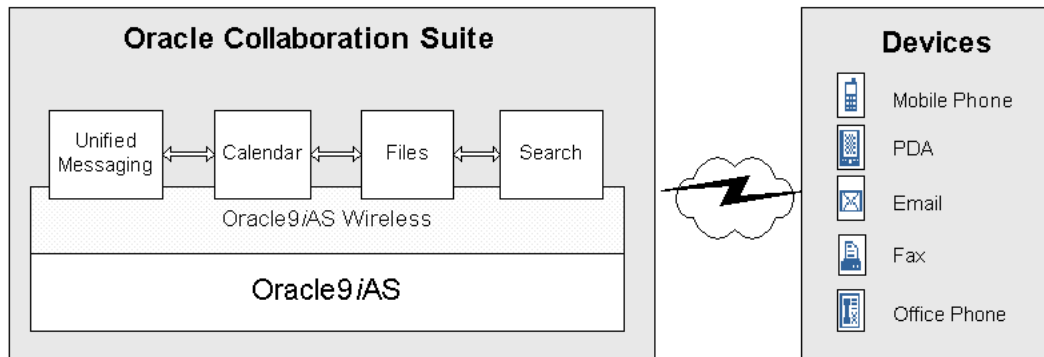 Oracle Collaboration Suite
Unified
Messaging
Calendar
Files
Search
Oracle9iAS Wireless
Oracle9iAS
Devices
Mobile Phone
PDA
Email
Fax
Office Phone